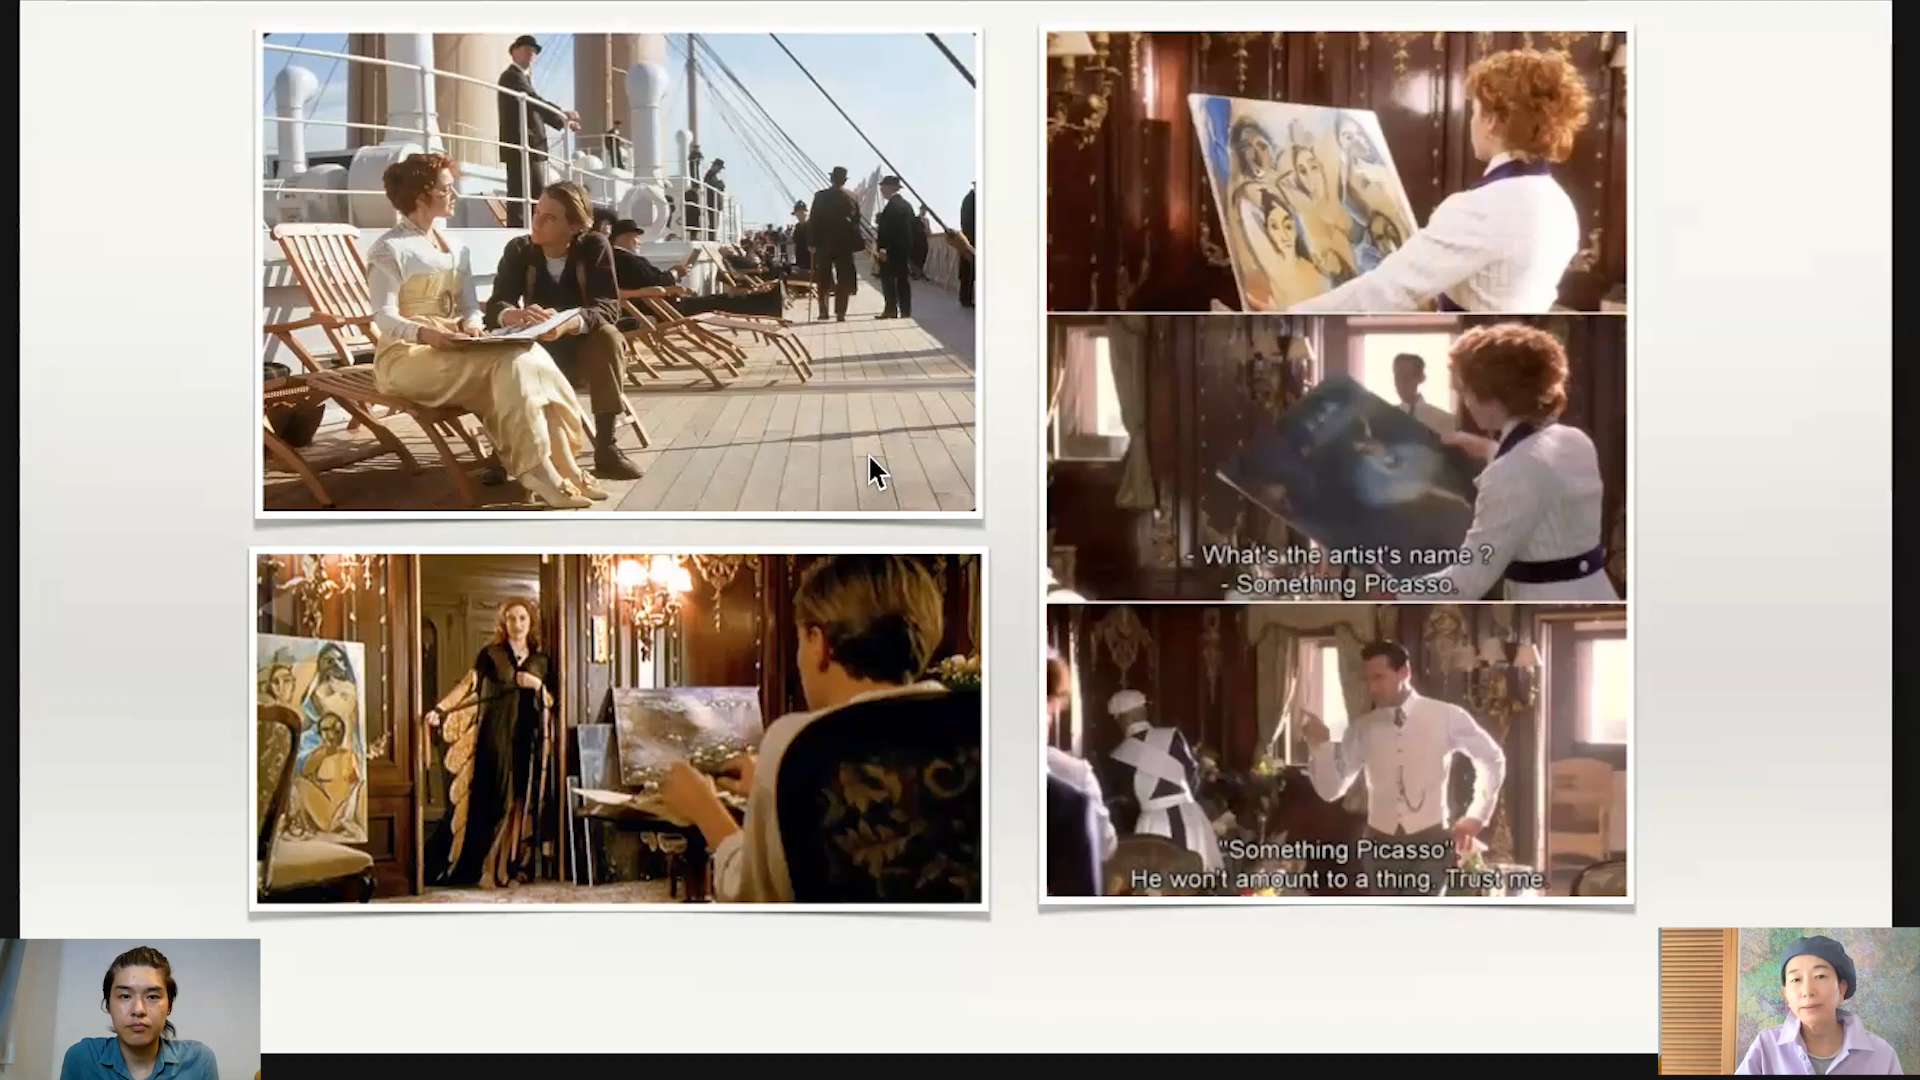 - What's the artist's name ?
- Something Picasso.
"Something Picasso"
He won't amount to a thing. Trust me.